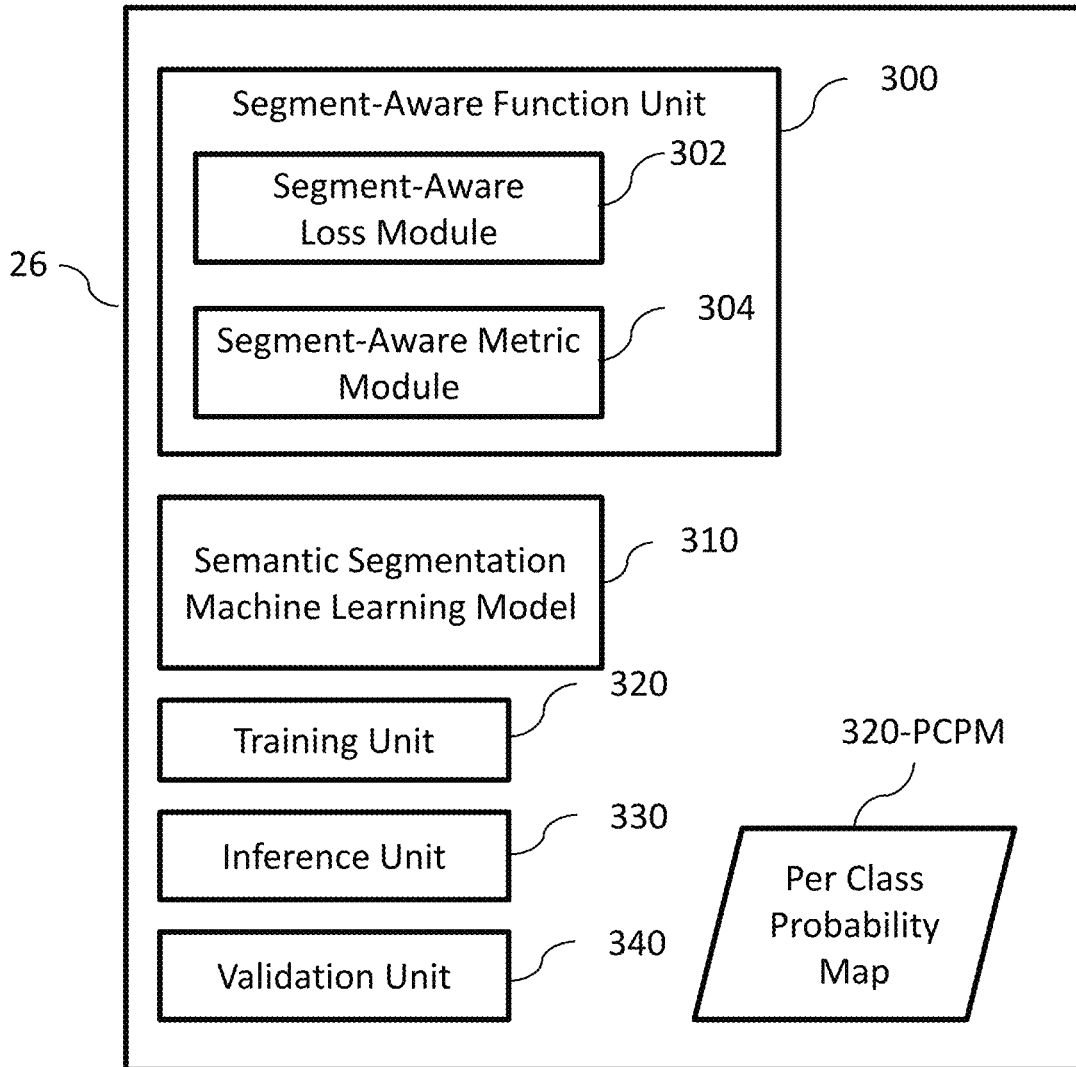 300
Segment-Aware Function Unit
302
Segment-Aware
Loss Module
26
304
Segment-Aware Metric
Module
310
Semantic Segmentation
Machine Learning Model
320
Training Unit
320-PCPM
330
Inference Unit
Per Class
Probability
Map
340
Validation Unit